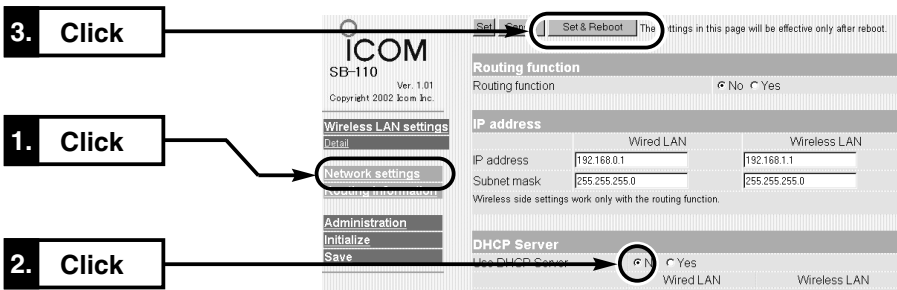 3. Click
1. Click
2. Click
ICOM
SB-110
Ver. 1.01
Copyright 2002 Icom Inc.
Wireless LAN settings
Detail
Network settings
Routing information
Administration
Initialize
Save
Set Set & Reboot The settings in this page will be effective only after reboot.
Routing function
Routing function No Yes
IP address
Wired LAN Wireless LAN
IP address 192.168.0.1 192.168.1.1
Subnet mask 255.255.255.0 255.255.255.0
Wireless side settings work only with the routing function.
DHCP Server
Use DHCP Server No Yes
Wired LAN Wireless LAN